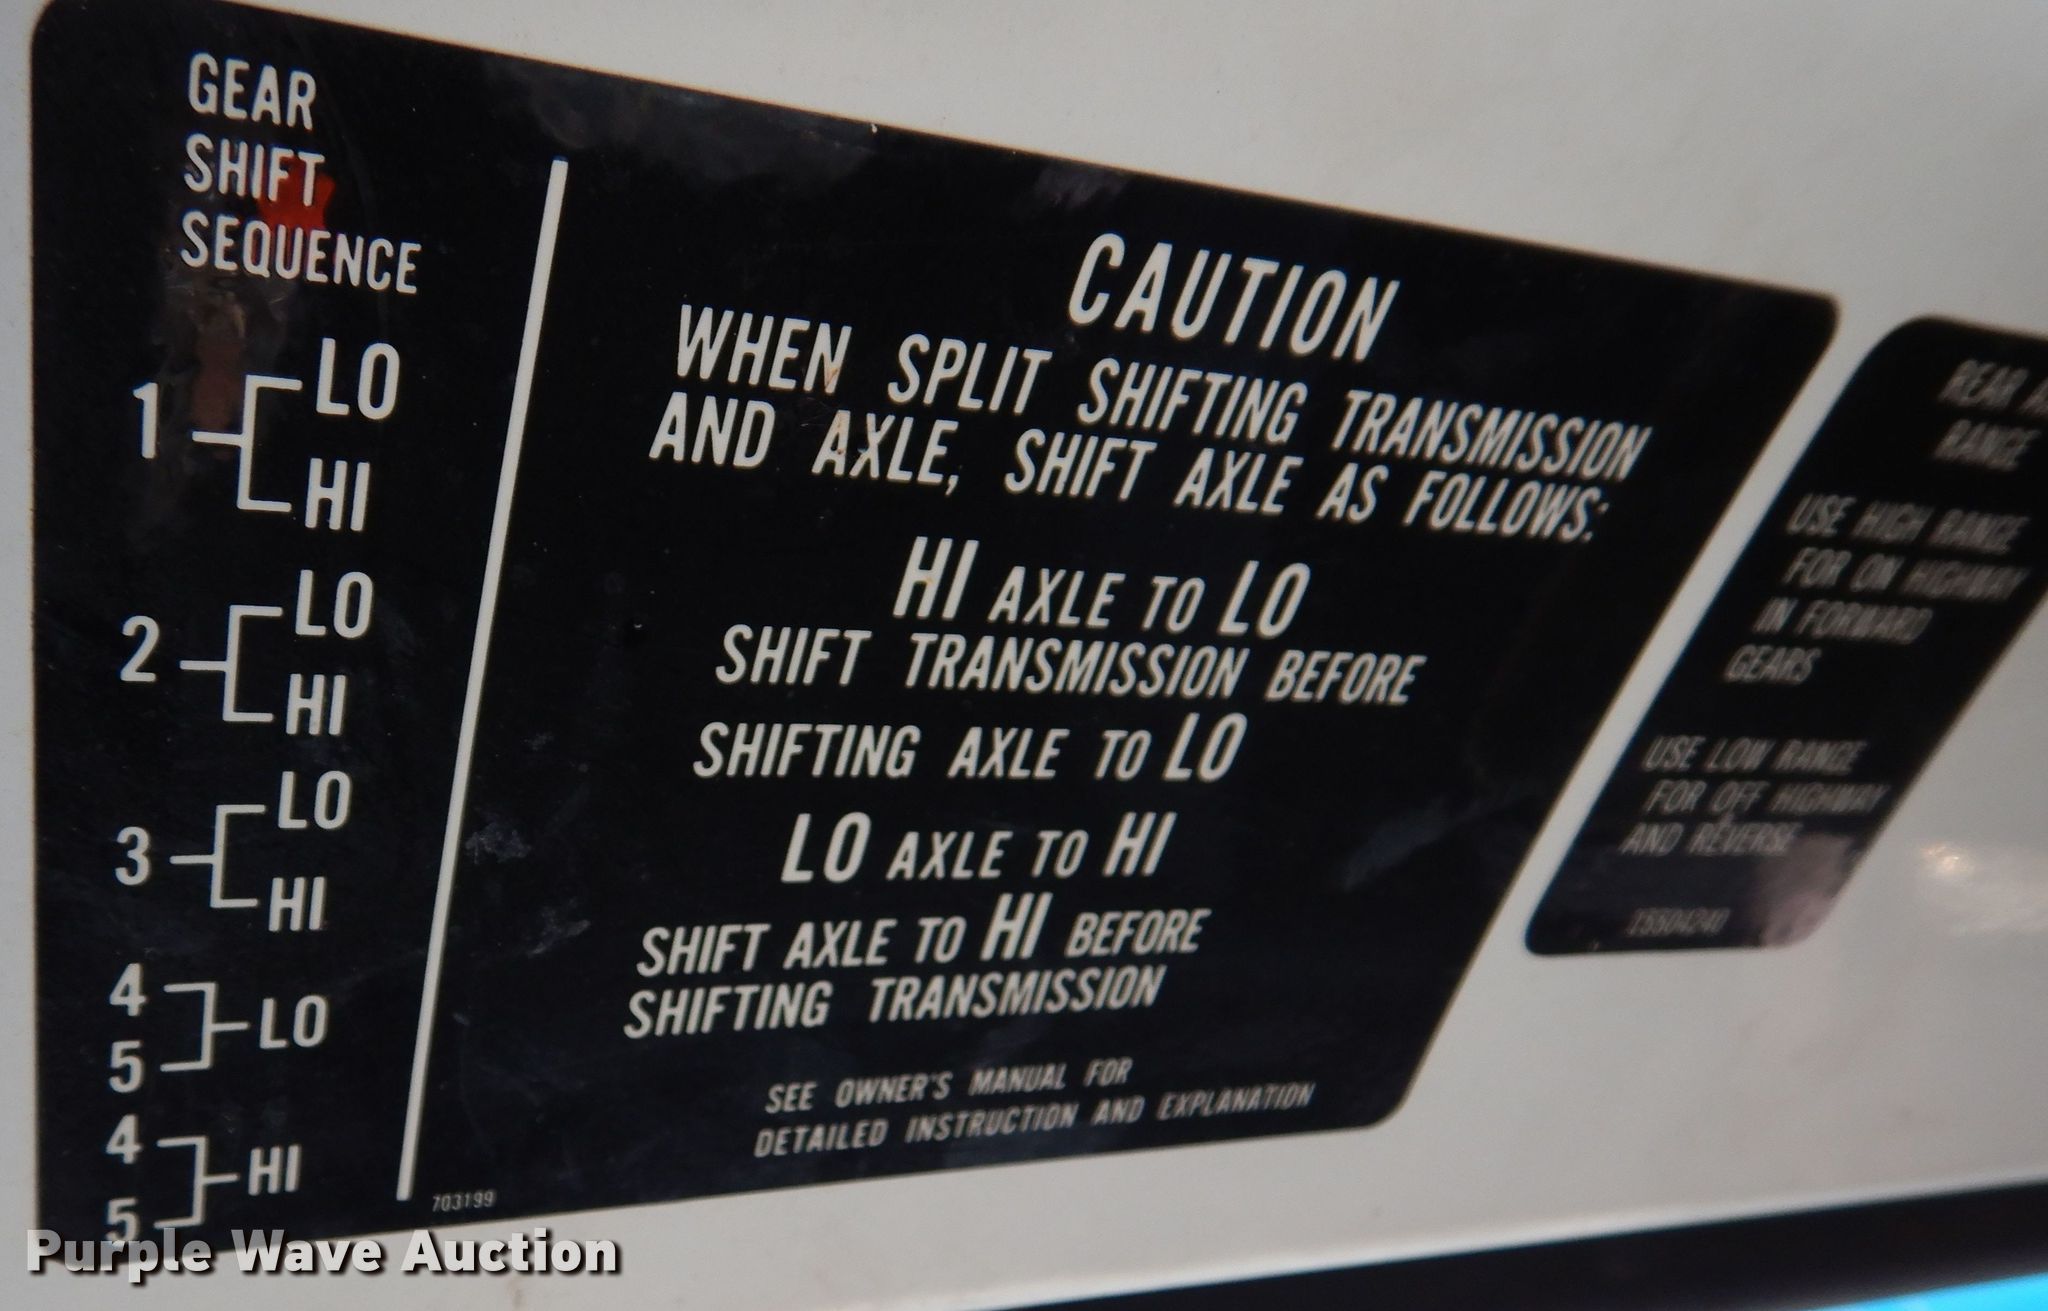 GEAR
SHIFT
SEQUENCE
1 LO
HI
2 LO
HI
3 LO
HI
4
5 LO
4
5 HI
703199
CAUTION
WHEN SPLIT SHIFTING TRANSMISSION
AND AXLE, SHIFT AXLE AS FOLLOWS:
HI AXLE TO LO
SHIFT TRANSMISSION BEFORE
SHIFTING AXLE TO LO
LO AXLE TO HI
SHIFT AXLE TO HI BEFORE
SHIFTING TRANSMISSION
SEE OWNER'S MANUAL FOR
DETAILED INSTRUCTION AND EXPLANATION
REAR
RANGE
USE HIGH RANGE
FOR ON HIGHWAY
IN FORWARD
GEARS
USE LOW RANGE
FOR OFF HIGHWAY
AND REVERSE
15504240
Purple Wave Auction